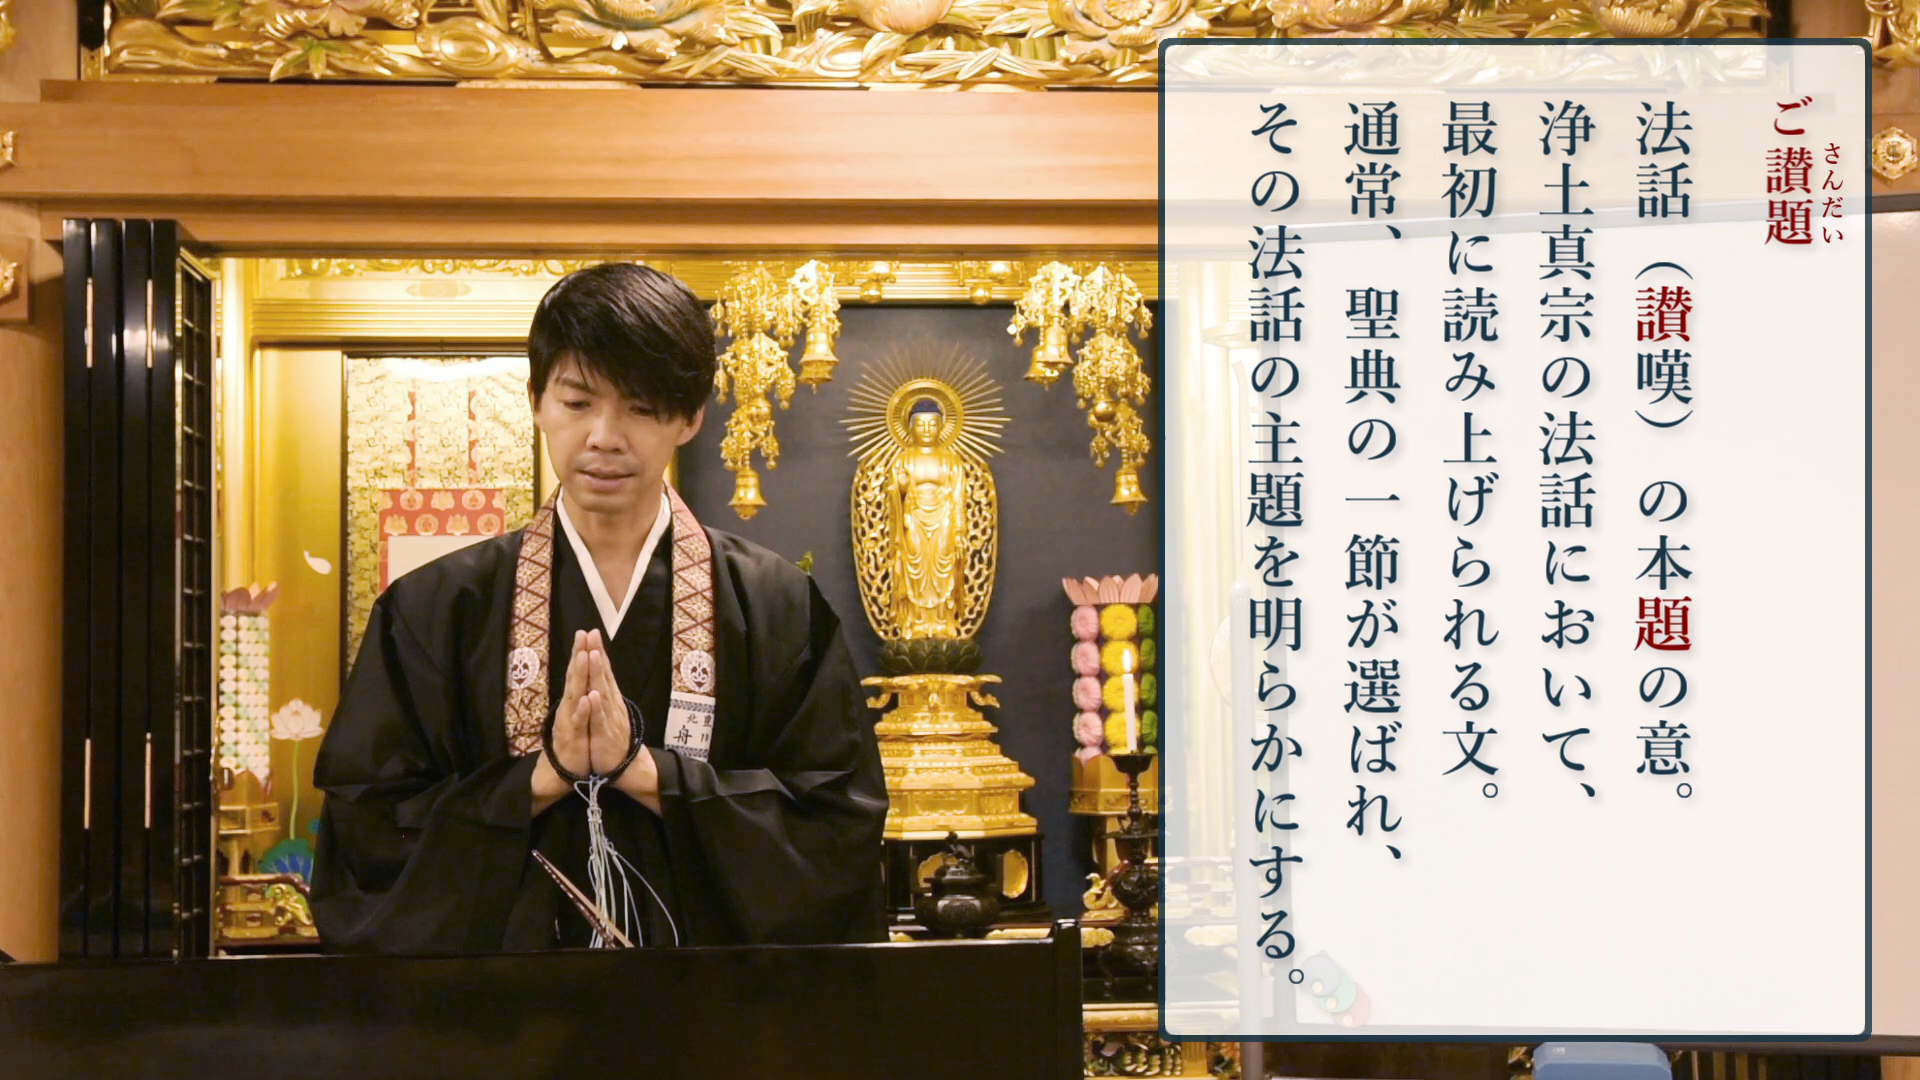 ご讃題
さんだい
法話（讃嘆）の本題の意。
浄土真宗の法話において、
最初に読み上げられる文。
通常、聖典の一節が選ばれ、
その法話の主題を明らかにする。